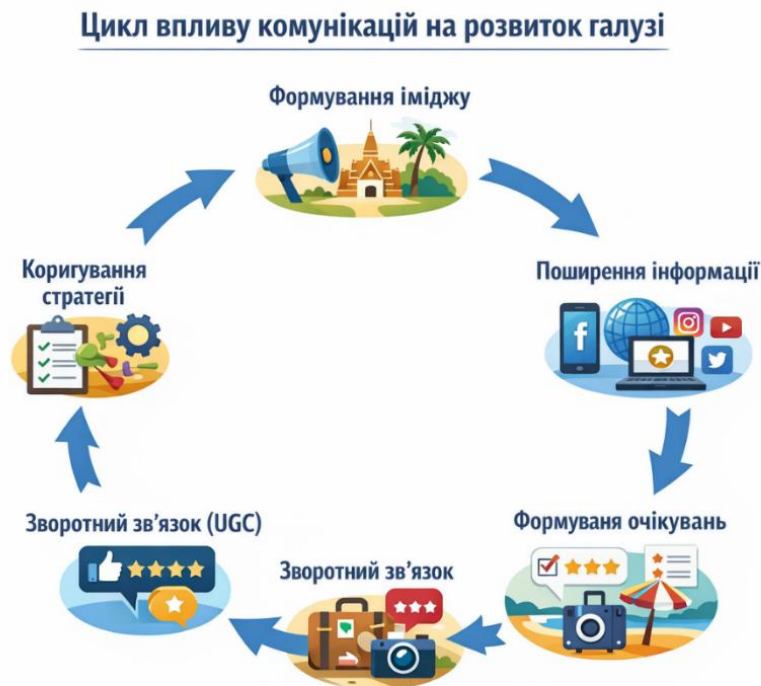 Цикл впливу комунікацій на розвиток галузі
Формування іміджу
Поширення інформації
Формуваня очікувань
Зворотний зв'язок
Зворотний зв'язок (UGC)
Коригування
стратегії